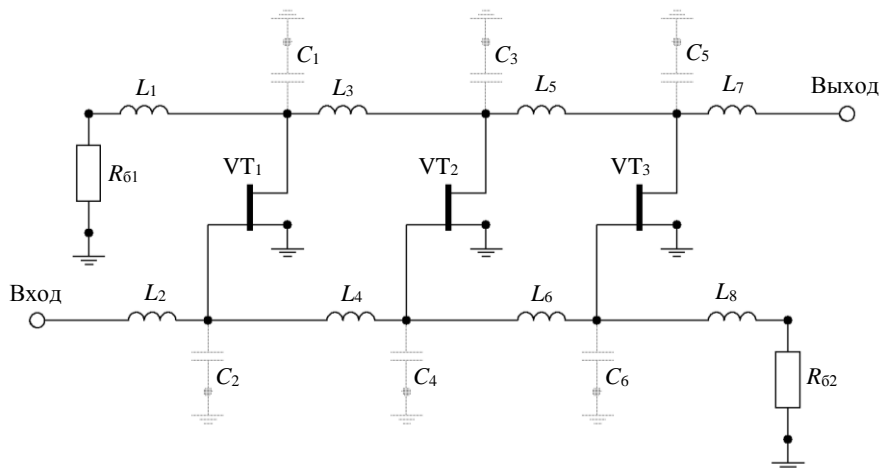 C1 C3 C5
L1 L3 L5 L7 Выход
Rб1 VT1 VT2 VT3
Вход L2 L4 L6 L8
C2 C4 C6 Rб2